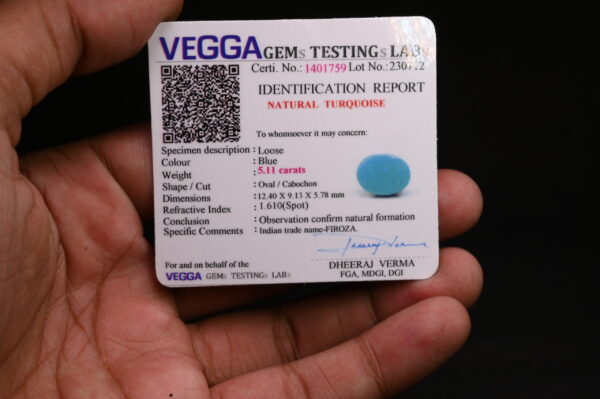 VEGGA GEMS TESTINGS LABS
Certi. No.: 1401759 Lot No.: 230712
IDENTIFICATION REPORT
NATURAL TURQUOISE
To whomsoever it may concern:
Specimen description : Loose
Colour : Blue
Weight : 5.11 carats
Shape / Cut : Oval / Cabochon
Dimensions : 12.40 X 9.13 X 5.78 mm
Refractive Index : 1.610(Spot)
Conclusion : Observation confirm natural formation
Specific Comments : Indian trade name-FIROZA.
For and on behalf of the
VEGGA GEMS TESTINGS LABS
DHEERAJ VERMA
FGA, MDGI, DGI